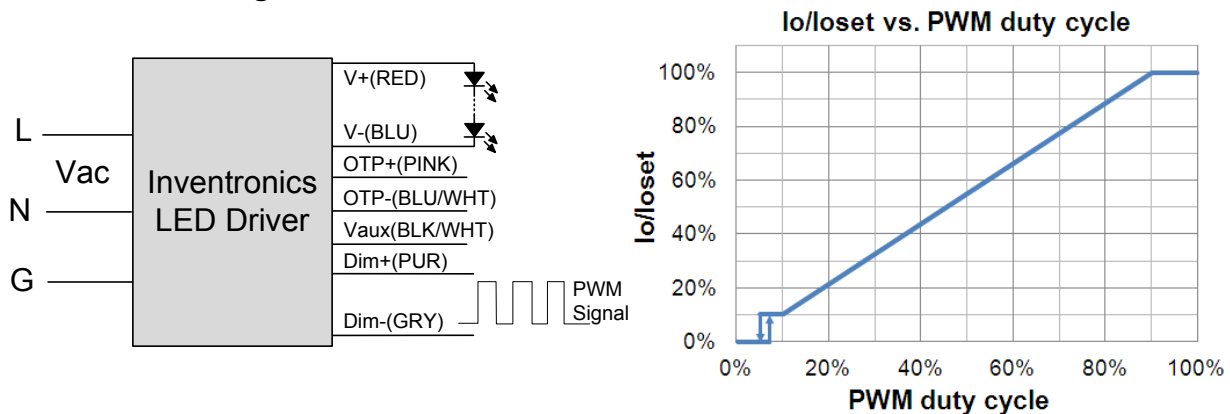 L
Vac
N
G
Inventronics
LED Driver
V+(RED)
V-(BLU)
OTP+(PINK)
OTP-(BLU/WHT)
Vaux(BLK/WHT)
Dim+(PUR)
Dim-(GRY)
PWM
Signal
Io/Ioset vs. PWM duty cycle
Io/Ioset
100%
80%
60%
40%
20%
0%
0% 20% 40% 60% 80% 100%
PWM duty cycle